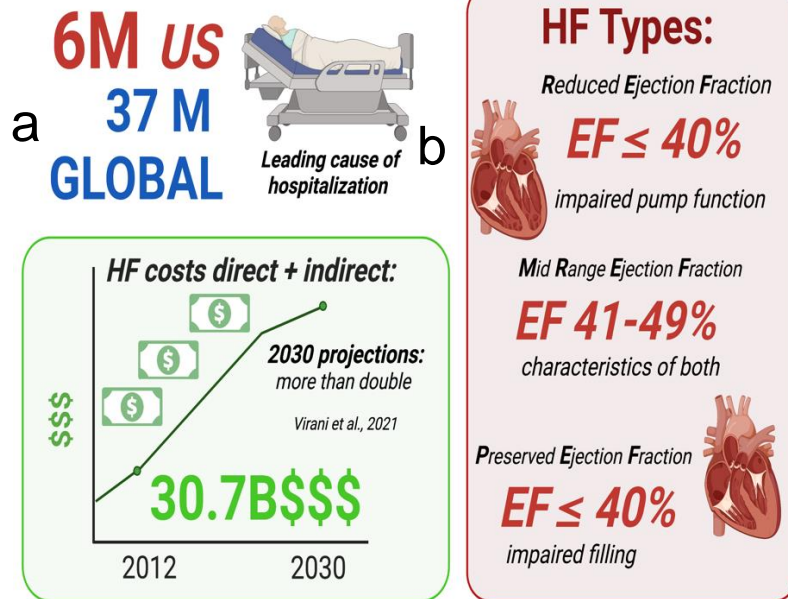 a
6M US
37 M
GLOBAL
Leading cause of
hospitalization
HF costs direct + indirect:
$
$
$
$$$
2030 projections:
more than double
Virani et al., 2021
30.7B$$$
2012
2030
b
HF Types:
Reduced Ejection Fraction
EF ≤ 40%
impaired pump function
Mid Range Ejection Fraction
EF 41-49%
characteristics of both
Preserved Ejection Fraction
EF ≤ 40%
impaired filling